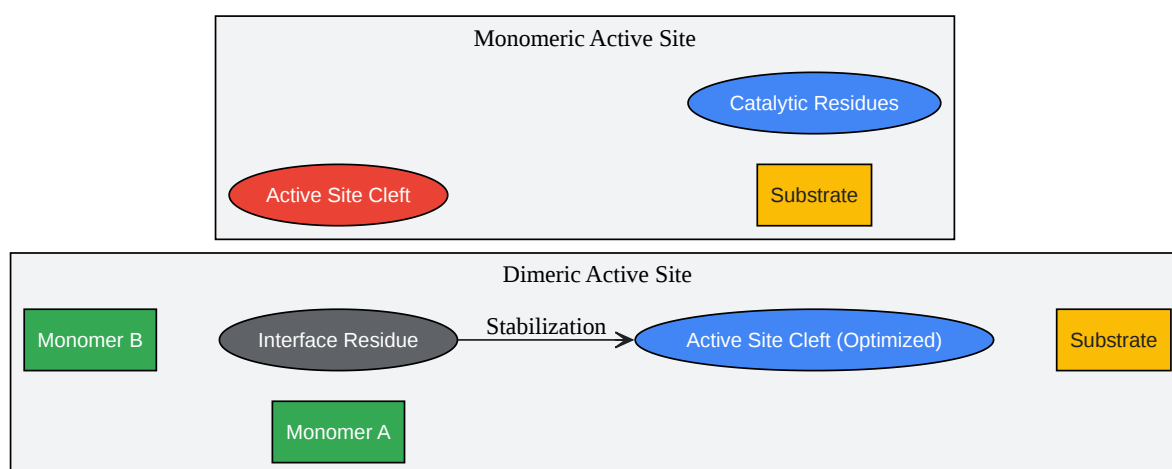 Monomeric Active Site
Catalytic Residues
Active Site Cleft
Substrate
Dimeric Active Site
Monomer B
Interface Residue
Stabilization
Active Site Cleft (Optimized)
Substrate
Monomer A